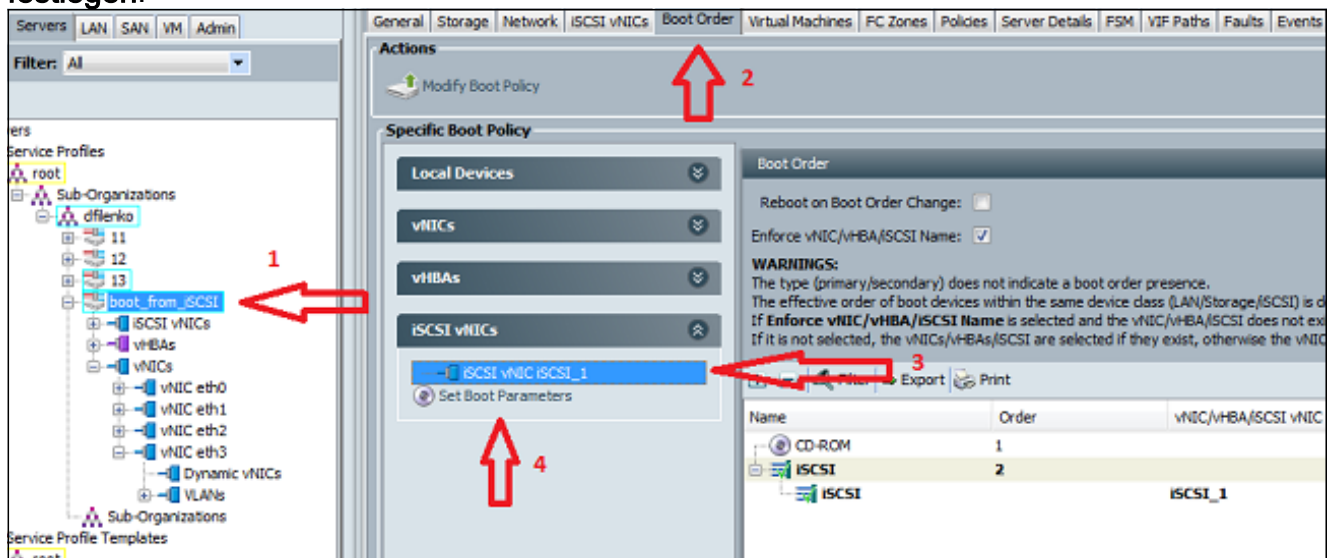 Servers LAN SAN VM Admin
Filter: All
Service Profiles
root
Sub-Organizations
dfilenko
11
12
13
boot_from_iSCSI
iSCSI vNICs
vHBAs
vNICs
vNIC eth0
vNIC eth1
vNIC eth2
vNIC eth3
Dynamic vNICs
VLANs
Sub-Organizations
Service Profile Templates
root
1
General Storage Network iSCSI vNICs Boot Order Virtual Machines FC Zones Policies Server Details FSM VIF Paths Faults Events
Actions
Modify Boot Policy
2
Specific Boot Policy
Local Devices
vNICs
vHBAs
iSCSI vNICs
iSCSI vNIC iSCSI_1
Set Boot Parameters
3
4
Boot Order
Reboot on Boot Order Change:
Enforce vNIC/vHBA/iSCSI Name:
WARNINGS:
The type (primary/secondary) does not indicate a boot order presence.
The effective order of boot devices within the same device class (LAN/Storage/iSCSI) is d
If Enforce vNIC/vHBA/iSCSI Name is selected and the vNIC/vHBA/iSCSI does not ex
If it is not selected, the vNICs/vHBAs/iSCSI are selected if they exist, otherwise the vNIC
Export Print
Name Order vNIC/vHBA/iSCSI vNIC
CD-ROM 1
iSCSI 2
iSCSI iSCSI_1